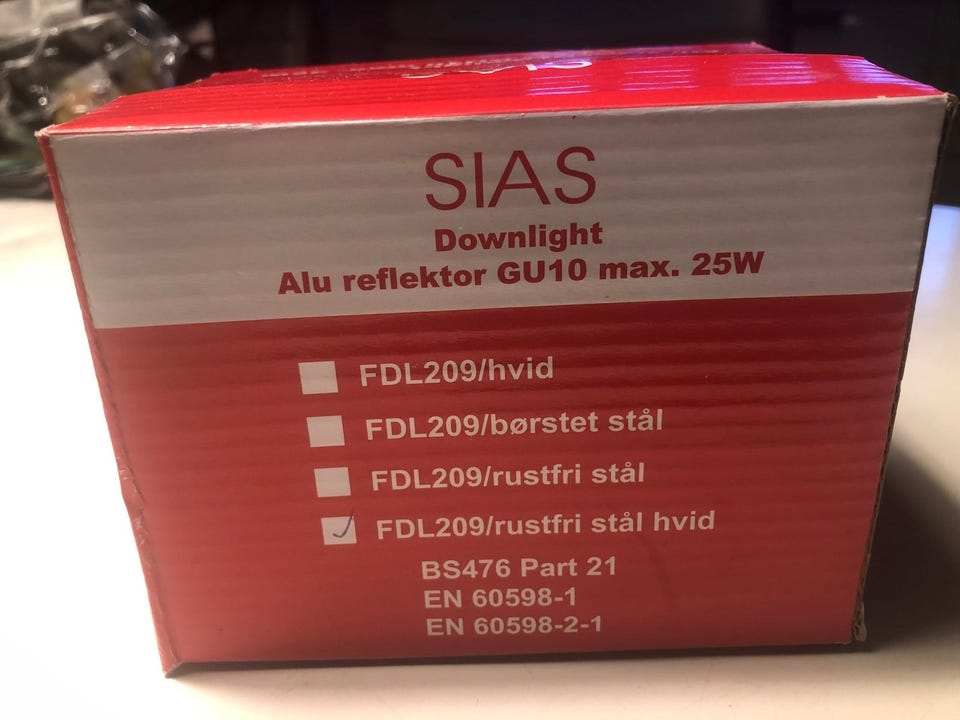 SIAS
Downlight
Alu reflektor GU10 max. 25W
FDL209/hvid
FDL209/børstet stål
FDL209/rustfri stål
FDL209/rustfri stål hvid
BS476 Part 21
EN 60598-1
EN 60598-2-1